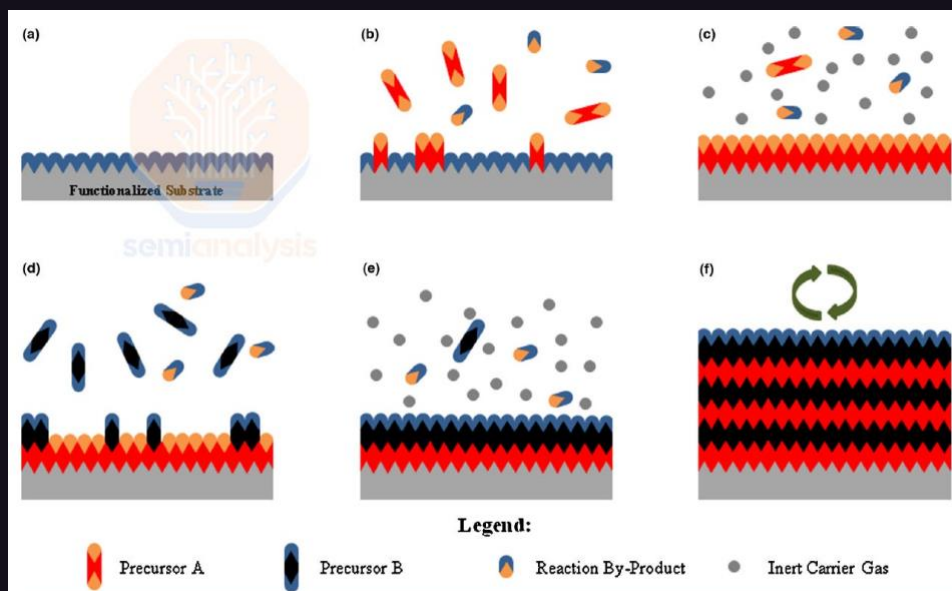 (a)
(b)
(c)
Functionalized Substrate
semianalysis
(d)
(e)
(f)
Legend:
Precursor A
Precursor B
Reaction By-Product
Inert Carrier Gas